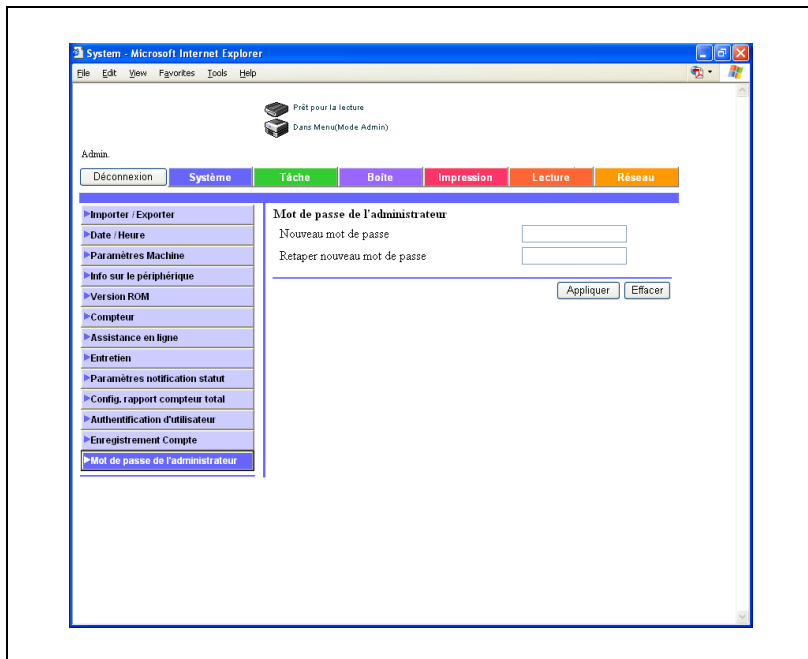 System - Microsoft Internet Explorer
File Edit View Favorites Tools Help
Prêt pour la lecture
Dans Menu(Mode Admin)
Admin.
Déconnexion Système Tâche Boîte Impression Lecture Réseau
Importer / Exporter
Date / Heure
Paramètres Machine
Info sur le périphérique
Version ROM
Compteur
Assistance en ligne
Entretien
Paramètres notification statut
Config. rapport compteur total
Authentification d'utilisateur
Enregistrement Compte
Mot de passe de l'administrateur
Mot de passe de l'administrateur
Nouveau mot de passe
Retaper nouveau mot de passe
Appliquer Effacer